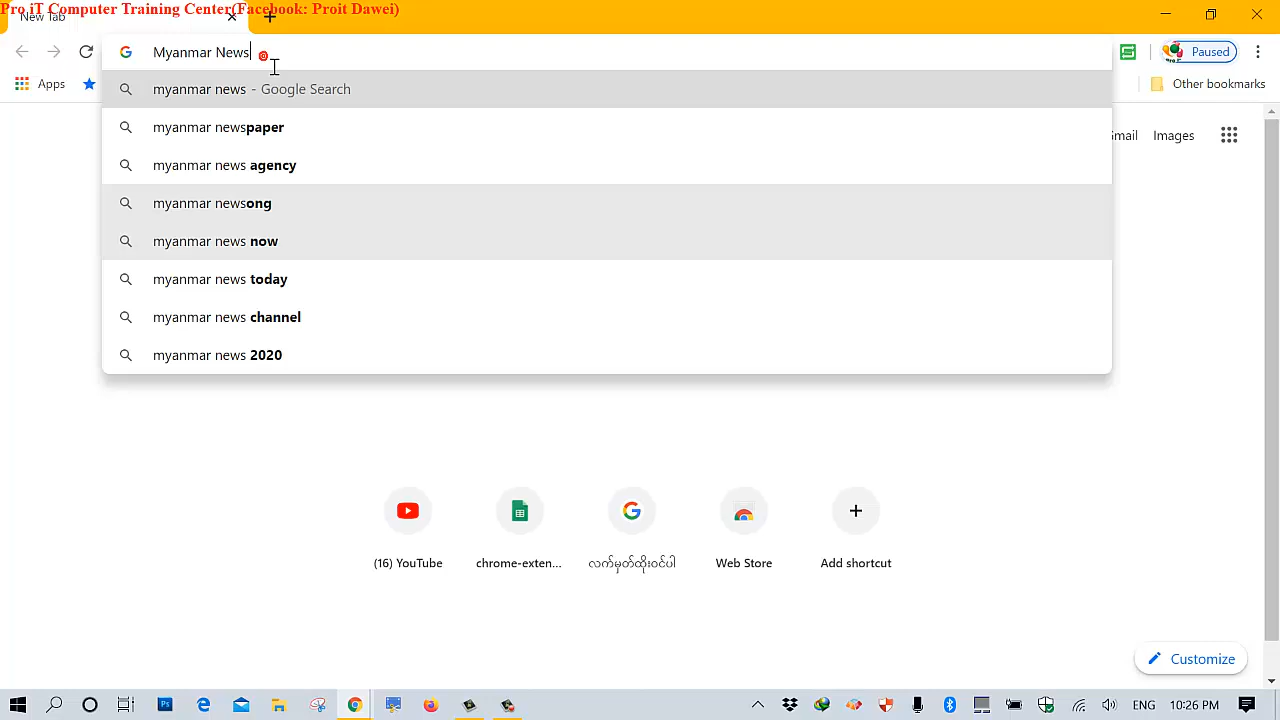 Pro iT Computer Training Center(Facebook: Proit Dawei)
New Tab
Myanmar News
Paused
Apps
Other bookmarks
myanmar news - Google Search
myanmar newspaper
myanmar news agency
myanmar newsong
myanmar news now
myanmar news today
myanmar news channel
myanmar news 2020
Gmail Images
(16) YouTube
chrome-exten...
လက်မှတ်ထိုးဝင်ပါ
Web Store
Add shortcut
Customize
ENG 10:26 PM